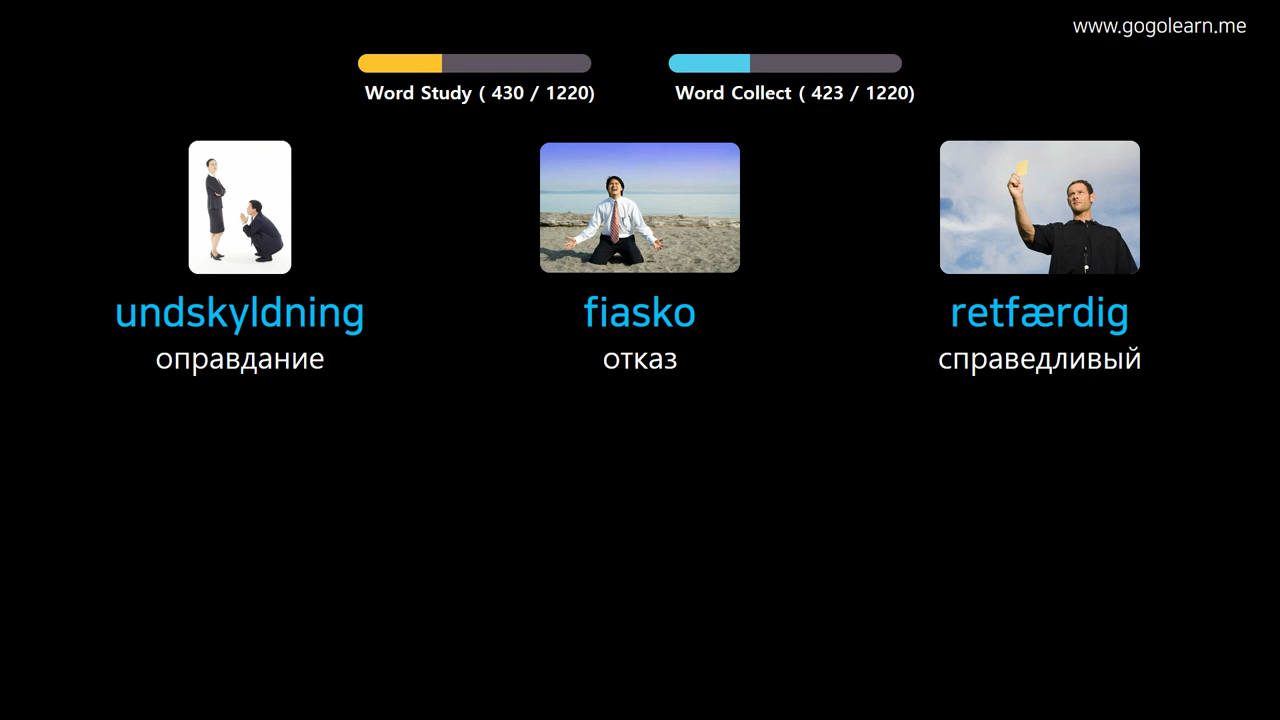 www.gogolearn.me
Word Study ( 430 / 1220)
Word Collect ( 423 / 1220)
undskyldning
оправдание
fiasko
отказ
retfærdig
справедливый